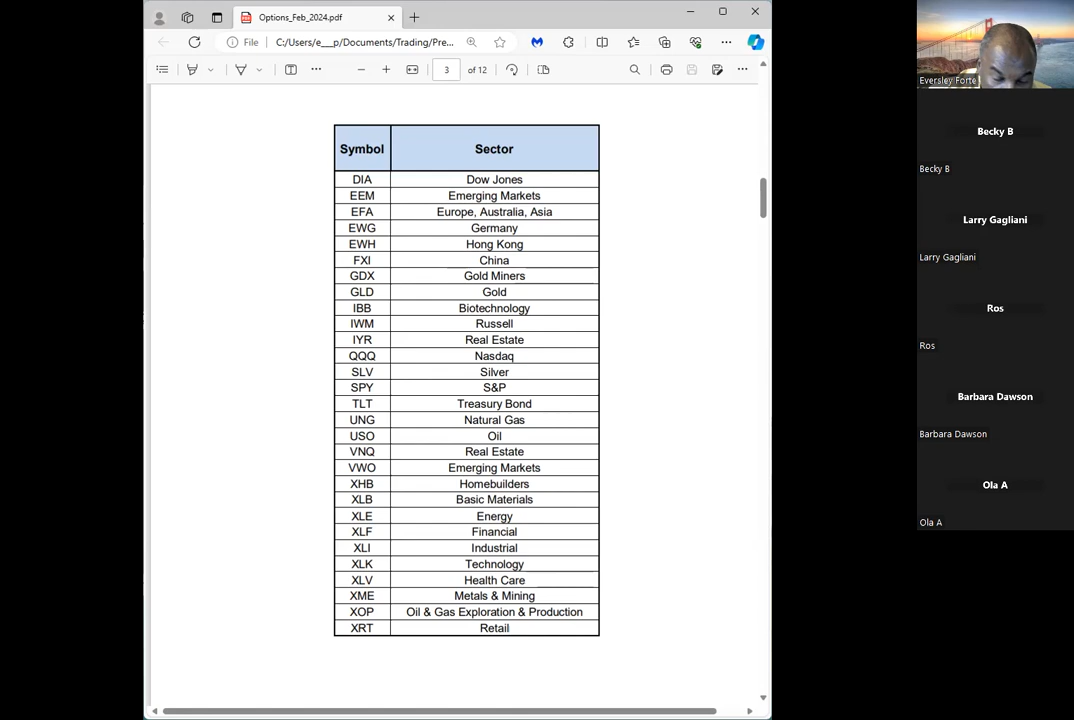 Options_Feb_2024.pdf
File C:/Users/e___p/Documents/Trading/Pre...
3 of 12
Symbol Sector
DIA Dow Jones
EEM Emerging Markets
EFA Europe, Australia, Asia
EWG Germany
EWH Hong Kong
FXI China
GDX Gold Miners
GLD Gold
IBB Biotechnology
IWM Russell
IYR Real Estate
QQQ Nasdaq
SLV Silver
SPY S&P
TLT Treasury Bond
UNG Natural Gas
USO Oil
VNQ Real Estate
VWO Emerging Markets
XHB Homebuilders
XLB Basic Materials
XLE Energy
XLF Financial
XLI Industrial
XLK Technology
XLV Health Care
XME Metals & Mining
XOP Oil & Gas Exploration & Production
XRT Retail
Eversley Forte
Becky B
Becky B
Larry Gagliani
Larry Gagliani
Ros
Ros
Barbara Dawson
Barbara Dawson
Ola A
Ola A